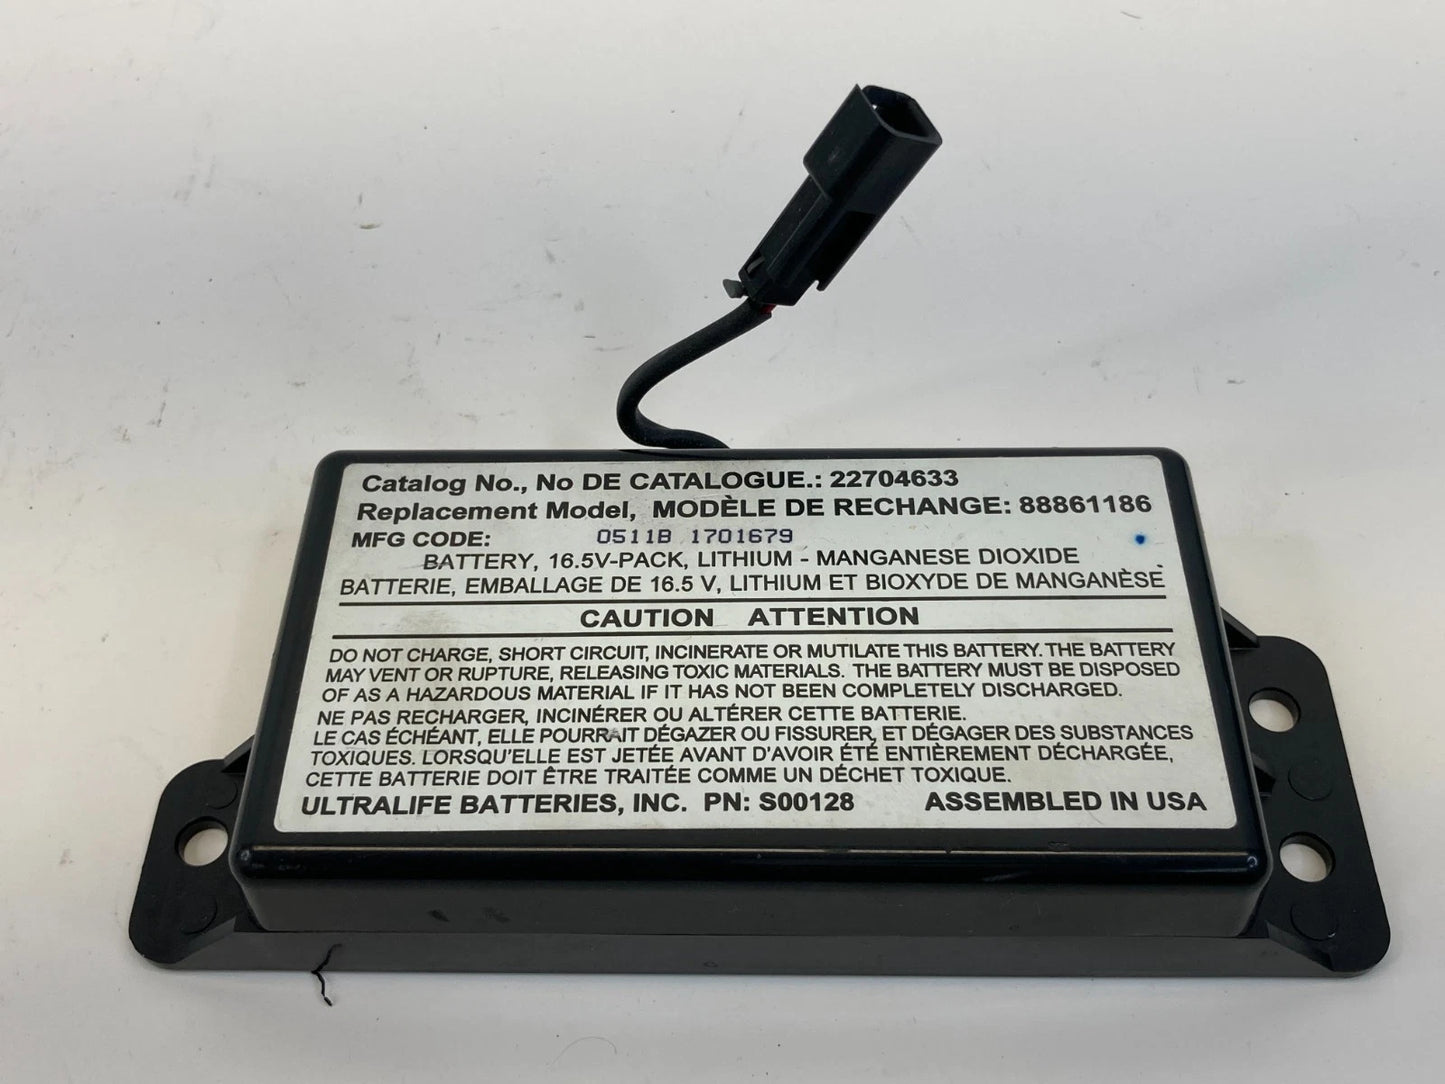 Catalog No., No DE CATALOGUE.: 22704633
Replacement Model, MODÈLE DE RECHANGE: 88861186
MFG CODE: 0511B 1701679
BATTERY, 16.5V-PACK, LITHIUM - MANGANESE DIOXIDE
BATTERIE, EMBALLAGE DE 16.5 V, LITHIUM ET BIOXYDE DE MANGANÈSE
CAUTION ATTENTION
DO NOT CHARGE, SHORT CIRCUIT, INCINERATE OR MUTILATE THIS BATTERY. THE BATTERY
MAY VENT OR RUPTURE, RELEASING TOXIC MATERIALS. THE BATTERY MUST BE DISPOSED
OF AS A HAZARDOUS MATERIAL IF IT HAS NOT BEEN COMPLETELY DISCHARGED.
NE PAS RECHARGER, INCINÉRER OU ALTÉRER CETTE BATTERIE.
LE CAS ÉCHÉANT, ELLE POURRAIT DÉGAZER OU FISSURER, ET DÉGAGER DES SUBSTANCES
TOXIQUES. LORSQU'ELLE EST JETÉE AVANT D'AVOIR ÉTÉ ENTIÈREMENT DÉCHARGÉE,
CETTE BATTERIE DOIT ÊTRE TRAITÉE COMME UN DÉCHET TOXIQUE.
ULTRALIFE BATTERIES, INC. PN: S00128 ASSEMBLED IN USA